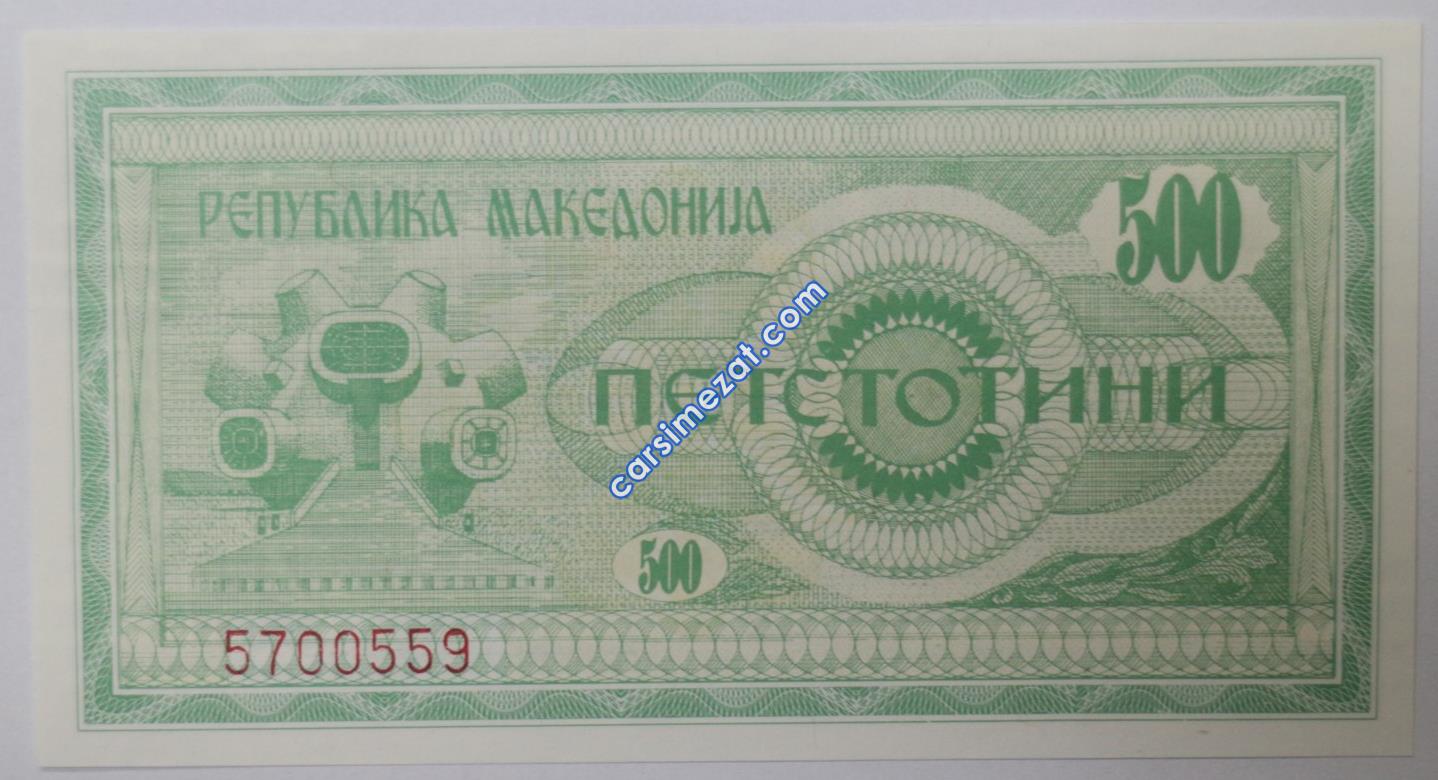 РЕПУБЛИКА МАКЕДОНИЈА
500
ПЕТСТОТИНИ
carsimezat.com
500
5700559